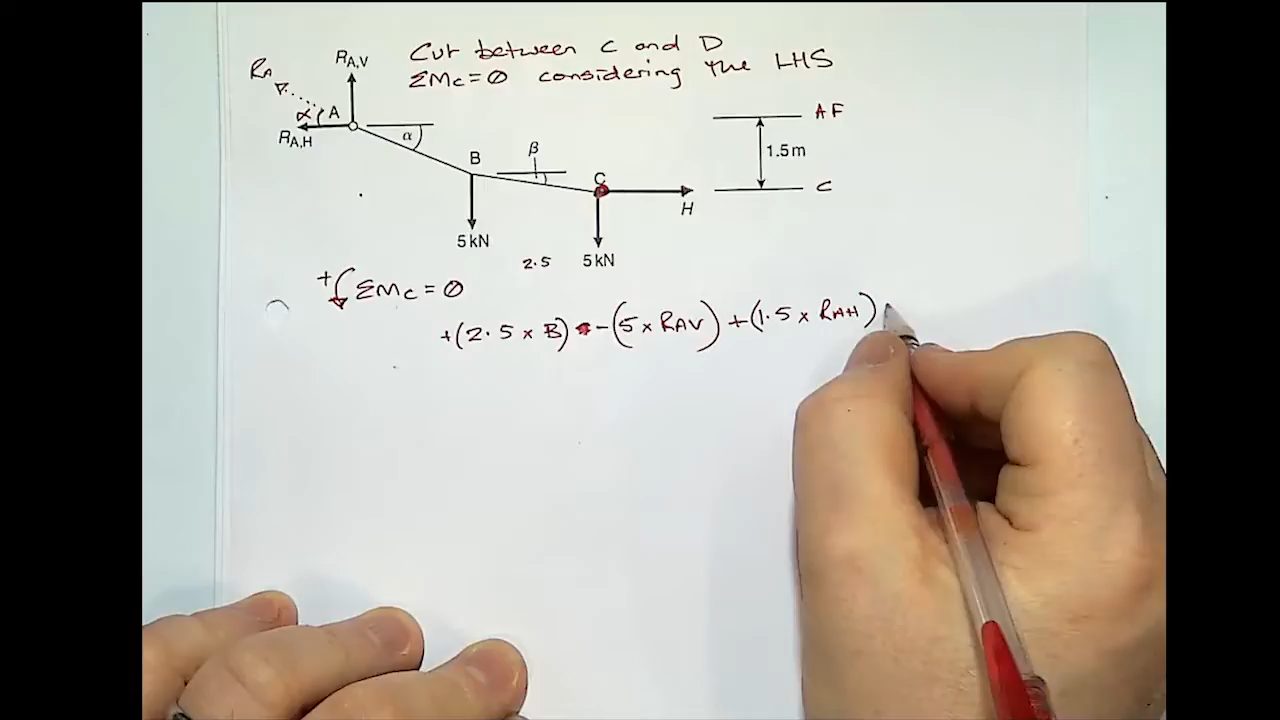 Cut between C and D
ΣMc = 0 considering the LHS
RA
RA,V
α
A
RA,H
α
B
β
C
H
5 kN
5 kN
2.5
AF
1.5 m
C
+ ΣMc = 0
+(2.5 × B) - (5 × RAV) + (1.5 × RAH)